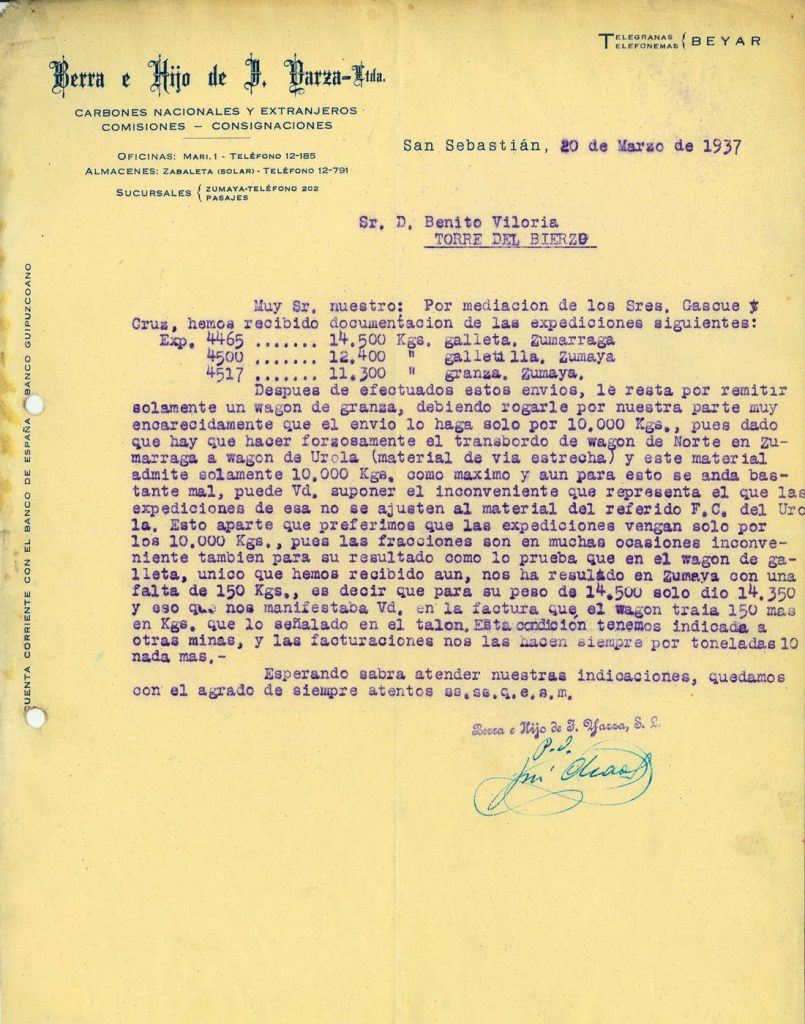 TELEGRANAS
TELEFONEMAS { BEYAR
Berra e Hijo de J. Yarza-Ltda.
CARBONES NACIONALES Y EXTRANJEROS
COMISIONES — CONSIGNACIONES
OFICINAS: MARI, 1 - TELÉFONO 12-185
ALMACENES: ZABALETA (SOLAR) - TELÉFONO 12-791
SUCURSALES { ZUMAYA-TELÉFONO 202
PASAJES
San Sebastián, 20 de Marzo de 1937
Sr. D. Benito Viloria
TORRE DEL BIERZO
Muy Sr. nuestro: Por mediacion de los Sres. Gascue y
Cruz, hemos recibido documentacion de las expediciones siguientes:
Exp. 4465 ....... 14.500 Kgs. galleta. Zumarraga
4500 ....... 12.400 " galletilla. Zumaya
4517 ....... 11.300 " granza. Zumaya.
Despues de efectuados estos envios, le resta por remitir
solamente un wagon de granza, debiendo rogarle por nuestra parte muy
encarecidamente que el envio lo haga solo por 10.000 Kgs., pues dado
que hay que hacer forzosamente el transbordo de wagon de Norte en Zu-
marraga a wagon de Urola (material de via estrecha) y este material
admite solamente 10.000 Kgs. como maximo y aun para esto se anda bas-
tante mal, puede Vd. suponer el inconveniente que representa el que las
expediciones de esa no se ajusten al material del referido F.C. del Uro
la. Esto aparte que preferimos que las expediciones vengan solo por
los 10.000 Kgs., pues las fracciones son en muchas ocasiones inconve-
niente tambien para su resultado como lo prueba que en el wagon de ga-
lleta, unico que hemos recibido aun, nos ha resulado en Zumaya con una
falta de 150 Kgs., es decir que para su peso de 14.500 solo dio 14.350
y eso que nos manifestaba Vd. en la factura que el wagon traia 150 mas
en Kgs. que lo señalado en el talon. Esta condición tenemos indicada a
otras minas, y las facturaciones nos las hacen siempre por toneladas 10
nada mas.-
Esperando sabra atender nuestras indicaciones, quedamos
con el agrado de siempre atentos ss.ss.q.e.s.m.
Berra e Hijo de J. Yarza, S. L.
CUENTA CORRIENTE CON EL BANCO DE ESPAÑA Y BANCO GUIPUZCOANO